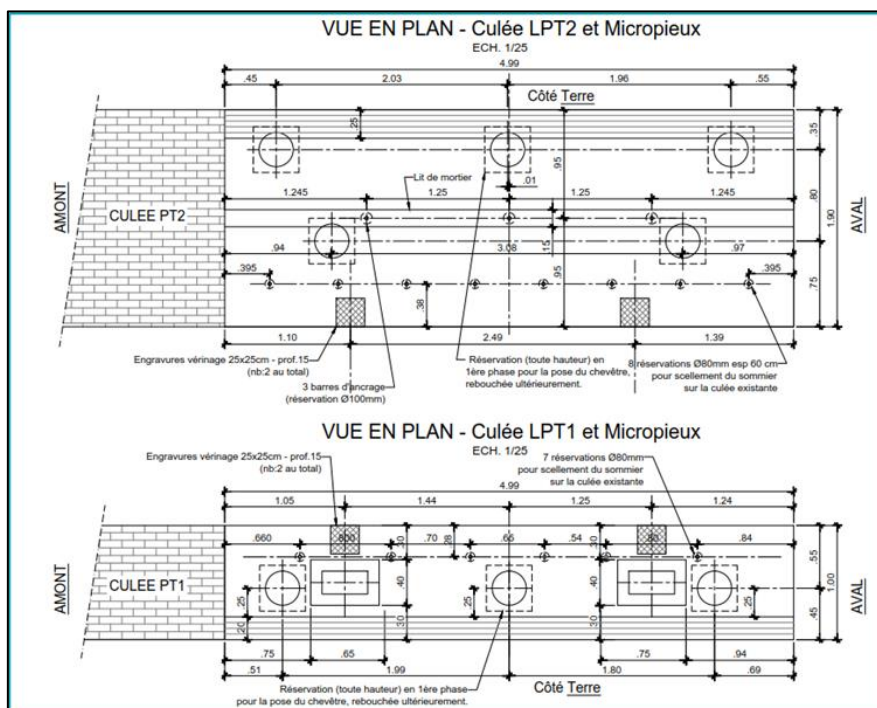 VUE EN PLAN - Culée LPT2 et Micropieux
ECH. 1/25
4.99
.45
2.03
1.96
.55
Côté Terre
.25
.35
.95
.01
.80
1.90
Lit de mortier
1.245
1.25
1.25
1.245
AMONT
CULEE PT2
AVAL
.94
3.08
.15
.97
.395
.95
.395
.75
.38
1.10
2.49
1.39
Engravures vérinage 25x25cm - prof.15
(nb:2 au total)
3 barres d'ancrage
(réservation Ø100mm)
Réservation (toute hauteur) en
1ère phase pour la pose du chevêtre,
rebouchée ultérieurement.
8 réservations Ø80mm esp 60 cm
pour scellement du sommier
sur la culée existante
VUE EN PLAN - Culée LPT1 et Micropieux
ECH. 1/25
Engravures vérinage 25x25cm - prof.15
(nb:2 au total)
7 réservations Ø80mm
pour scellement du sommier
sur la culée existante
4.99
1.05
1.44
1.25
1.24
.660
.600
.30
.70
.28
.65
.54
.30
.84
.55
AMONT
CULEE PT1
.40
.40
1.00
AVAL
.25
.25
.25
.45
.20
.30
.30
.75
.65
.75
.94
.51
1.99
1.80
.69
Réservation (toute hauteur) en 1ère phase
pour la pose du chevêtre, rebouchée ultérieurement.
Côté Terre